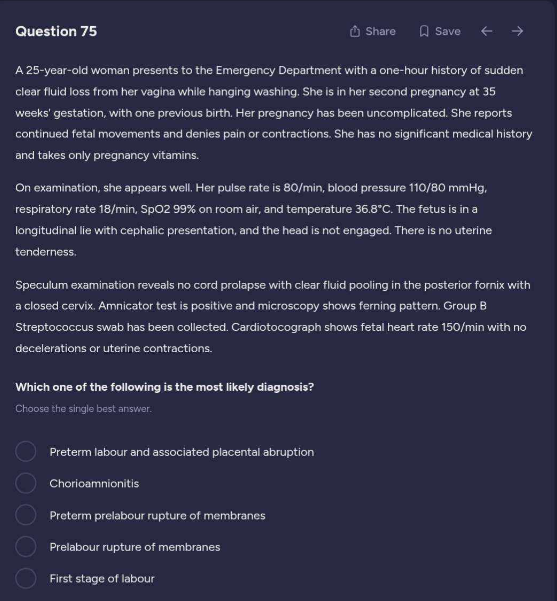 Question 75
Share
Save
A 25-year-old woman presents to the Emergency Department with a one-hour history of sudden
clear fluid loss from her vagina while hanging washing. She is in her second pregnancy at 35
weeks' gestation, with one previous birth. Her pregnancy has been uncomplicated. She reports
continued fetal movements and denies pain or contractions. She has no significant medical history
and takes only pregnancy vitamins.
On examination, she appears well. Her pulse rate is 80/min, blood pressure 110/80 mmHg,
respiratory rate 18/min, SpO2 99% on room air, and temperature 36.8°C. The fetus is in a
longitudinal lie with cephalic presentation, and the head is not engaged. There is no uterine
tenderness.
Speculum examination reveals no cord prolapse with clear fluid pooling in the posterior fornix with
a closed cervix. Amnicator test is positive and microscopy shows ferning pattern. Group B
Streptococcus swab has been collected. Cardiotocograph shows fetal heart rate 150/min with no
decelerations or uterine contractions.
Which one of the following is the most likely diagnosis?
Choose the single best answer.
Preterm labour and associated placental abruption
Chorioamnionitis
Preterm prelabour rupture of membranes
Prelabour rupture of membranes
First stage of labour